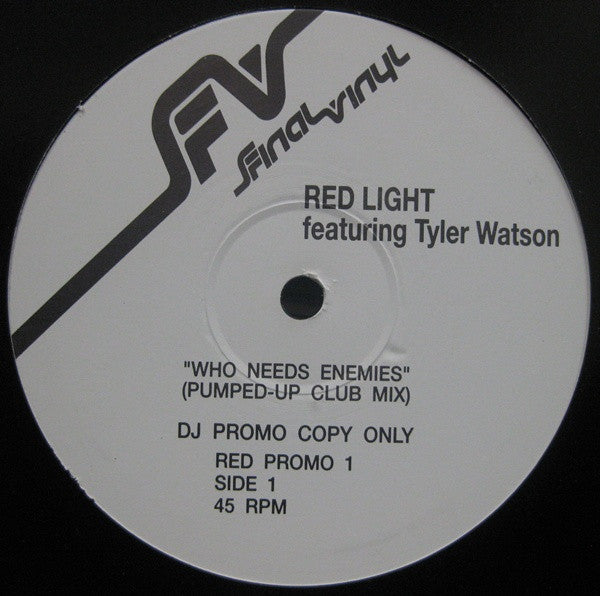 FV
Final Vinyl
RED LIGHT
featuring Tyler Watson
"WHO NEEDS ENEMIES"
(PUMPED-UP CLUB MIX)
DJ PROMO COPY ONLY
RED PROMO 1
SIDE 1
45 RPM